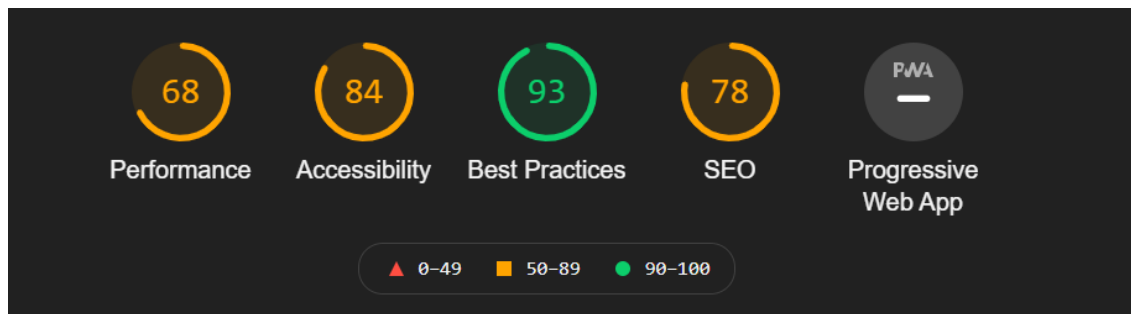 68 84 93 78 PWA
Performance Accessibility Best Practices SEO Progressive
Web App
0–49 50–89 90–100